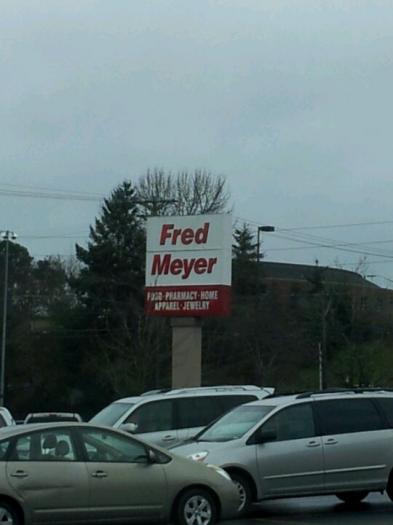 Fred
Meyer
FOOD · PHARMACY · HOME
APPAREL · JEWELRY